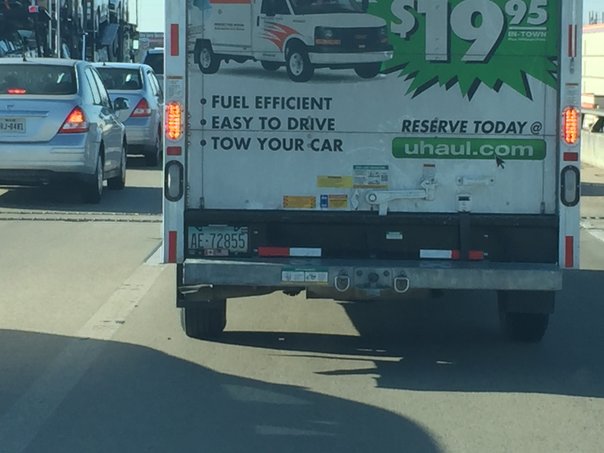 $19.95
IN-TOWN
• FUEL EFFICIENT
• EASY TO DRIVE
• TOW YOUR CAR
RESERVE TODAY @
uhaul.com
AE-72855